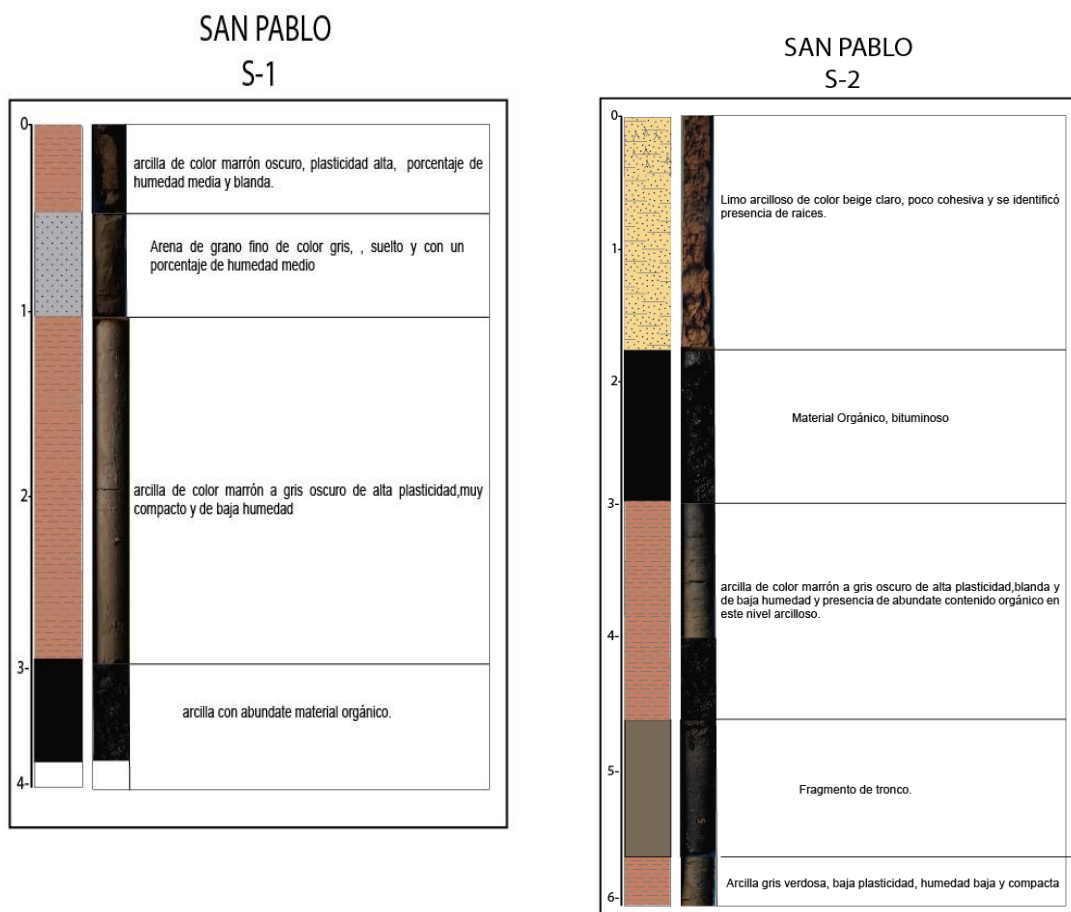 SAN PABLO
S-1
0
arcilla de color marrón oscuro, plasticidad alta, porcentaje de
humedad media y blanda.
Arena de grano fino de color gris, , suelto y con un
porcentaje de humedad medio
1-
2-
arcilla de color marrón a gris oscuro de alta plasticidad,muy
compacto y de baja humedad
3-
arcilla con abundate material orgánico.
4-
SAN PABLO
S-2
0-
Limo arcilloso de color beige claro, poco cohesiva y se identificó
presencia de raices.
1-
2-
Material Orgánico, bituminoso
3-
arcilla de color marrón a gris oscuro de alta plasticidad,blanda y
de baja humedad y presencia de abundate contenido orgánico en
este nivel arcilloso.
4-
5-
Fragmento de tronco.
Arcilla gris verdosa, baja plasticidad, humedad baja y compacta
6-